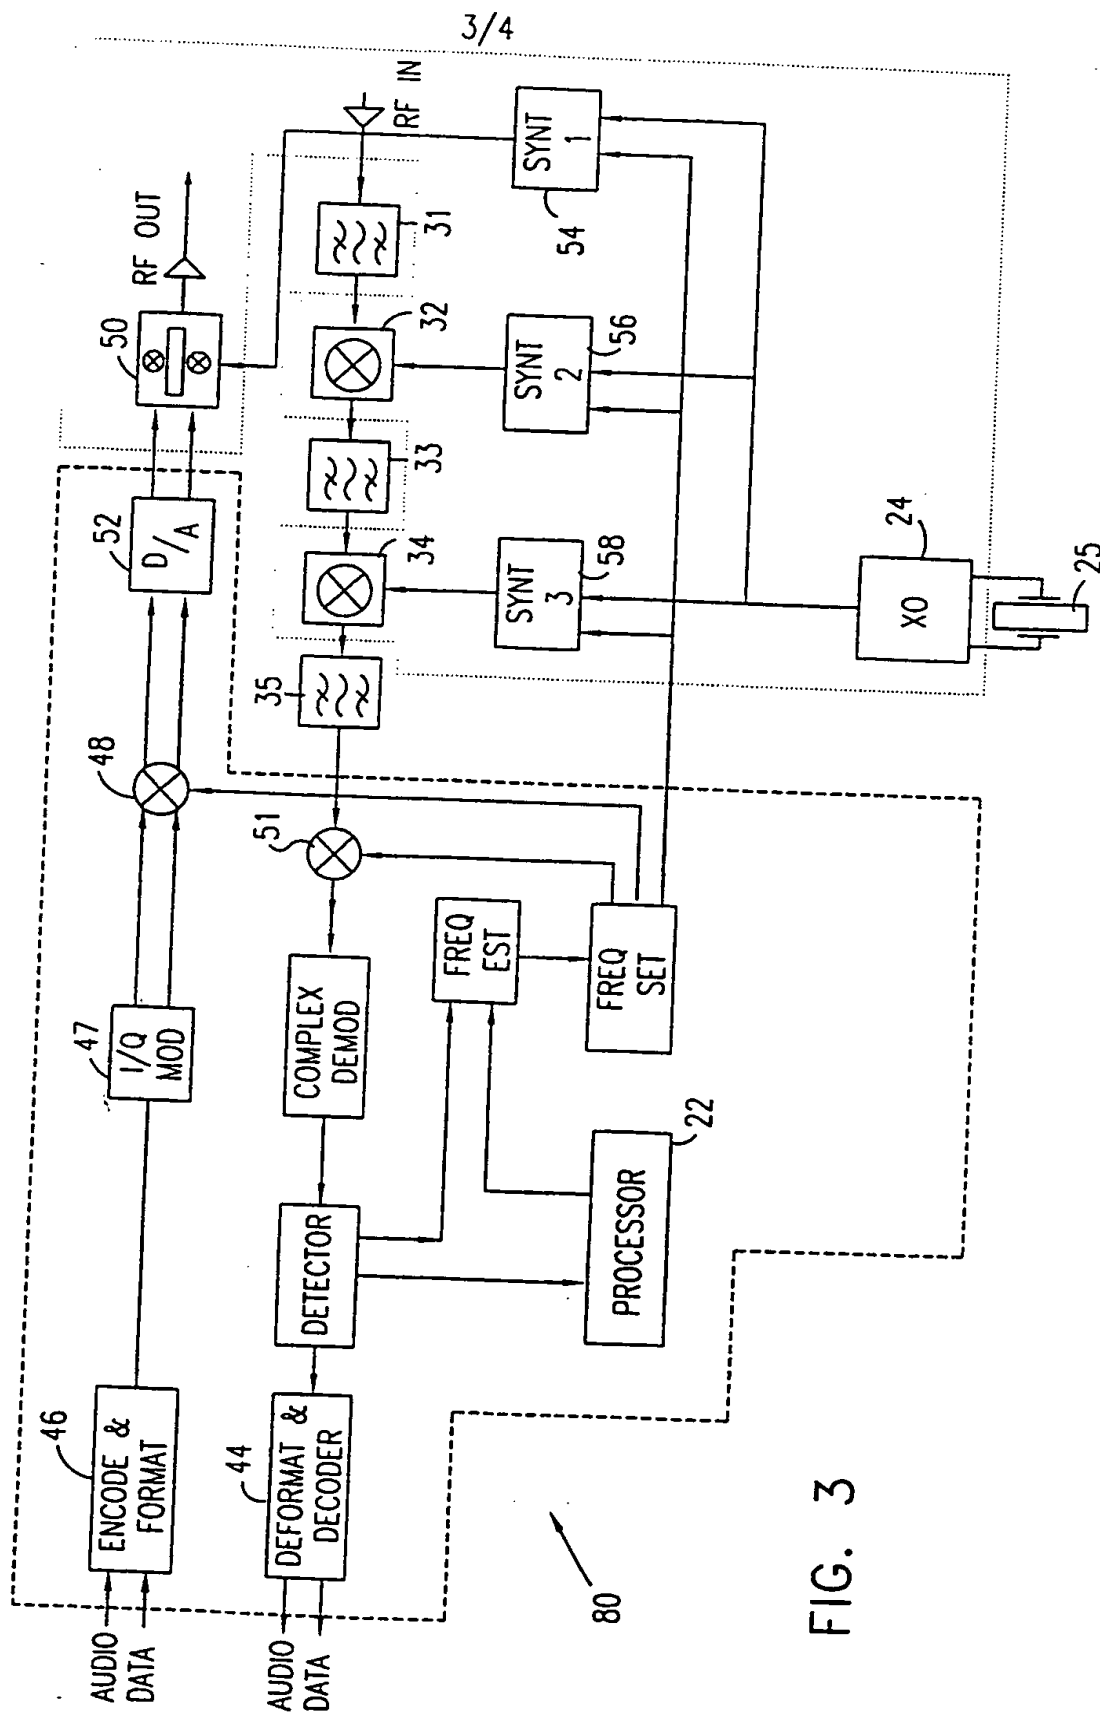 3/4
AUDIO
DATA
46
ENCODE &
FORMAT
47
I/Q
MOD
48
52
D/A
50
RF OUT
AUDIO
DATA
44
DEFORMAT &
DECODER
DETECTOR
COMPLEX
DEMOD
51
35
34
33
32
31
RF IN
FREQ
EST
FREQ
SET
PROCESSOR
22
SYNT
3
58
SYNT
2
56
SYNT
1
54
XO
24
25
80
FIG. 3